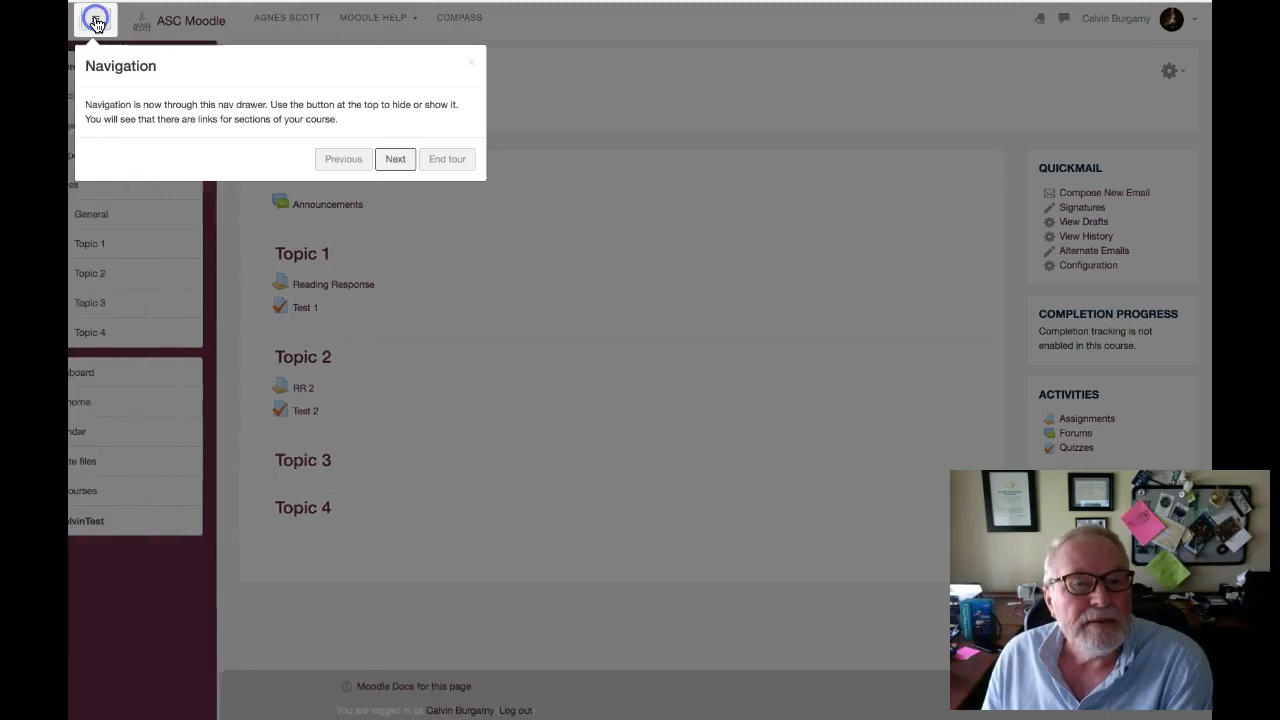 AGNES SCOTT
ASC Moodle
AGNES SCOTT
MOODLE HELP
COMPASS
Calvin Burgamy
Navigation
×
Navigation is now through this nav drawer. Use the button at the top to hide or show it.
You will see that there are links for sections of your course.
Previous
Next
End tour
General
Topic 1
Topic 2
Topic 3
Topic 4
board
home
ndar
te files
ourses
alvinTest
Announcements
Topic 1
Reading Response
Test 1
Topic 2
RR 2
Test 2
Topic 3
Topic 4
QUICKMAIL
Compose New Email
Signatures
View Drafts
View History
Alternate Emails
Configuration
COMPLETION PROGRESS
Completion tracking is not
enabled in this course.
ACTIVITIES
Assignments
Forums
Quizzes
Moodle Docs for this page
You are logged in as Calvin Burgamy (Log out)